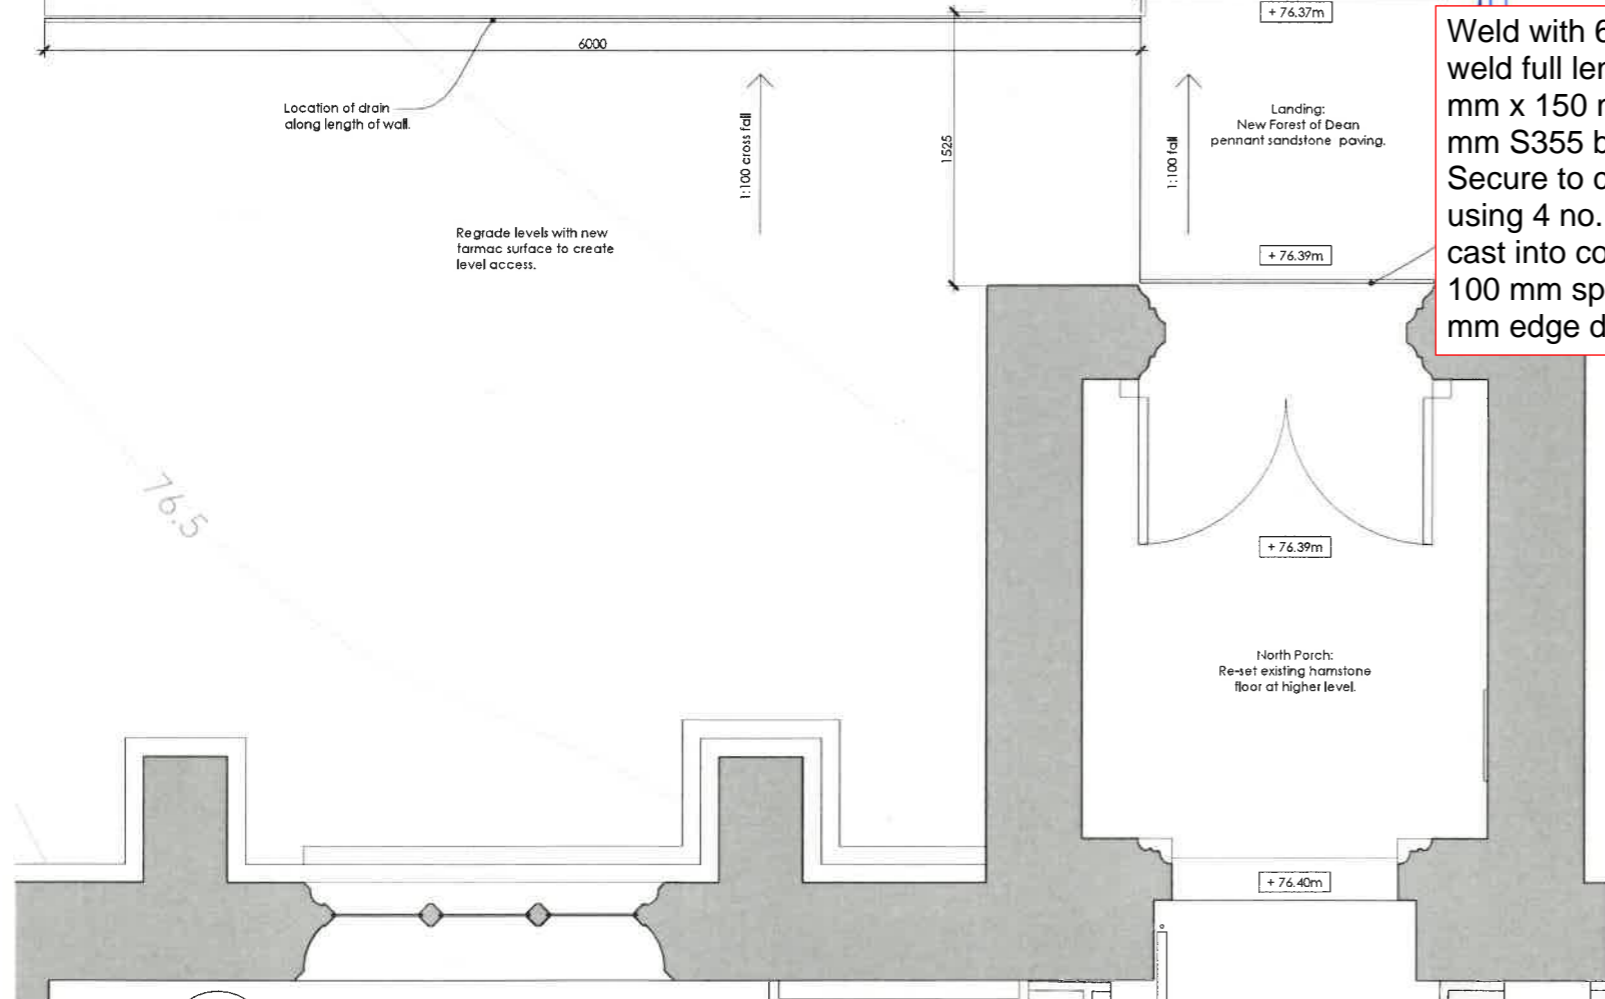 + 76.37m
6000
Location of drain
along length of wall.
1:100 cross fall
1525
1:100 fall
Landing:
New Forest of Dean
pennant sandstone paving.
Weld with 6
weld full
mm x 150
mm S355
Secure to
using 4 no.
cast into
100 mm
mm edge
Regrade levels with new
tarmac surface to create
level access.
+ 76.39m
76.5
+ 76.39m
North Porch:
Re-set existing hamstone
floor at higher level.
+ 76.40m